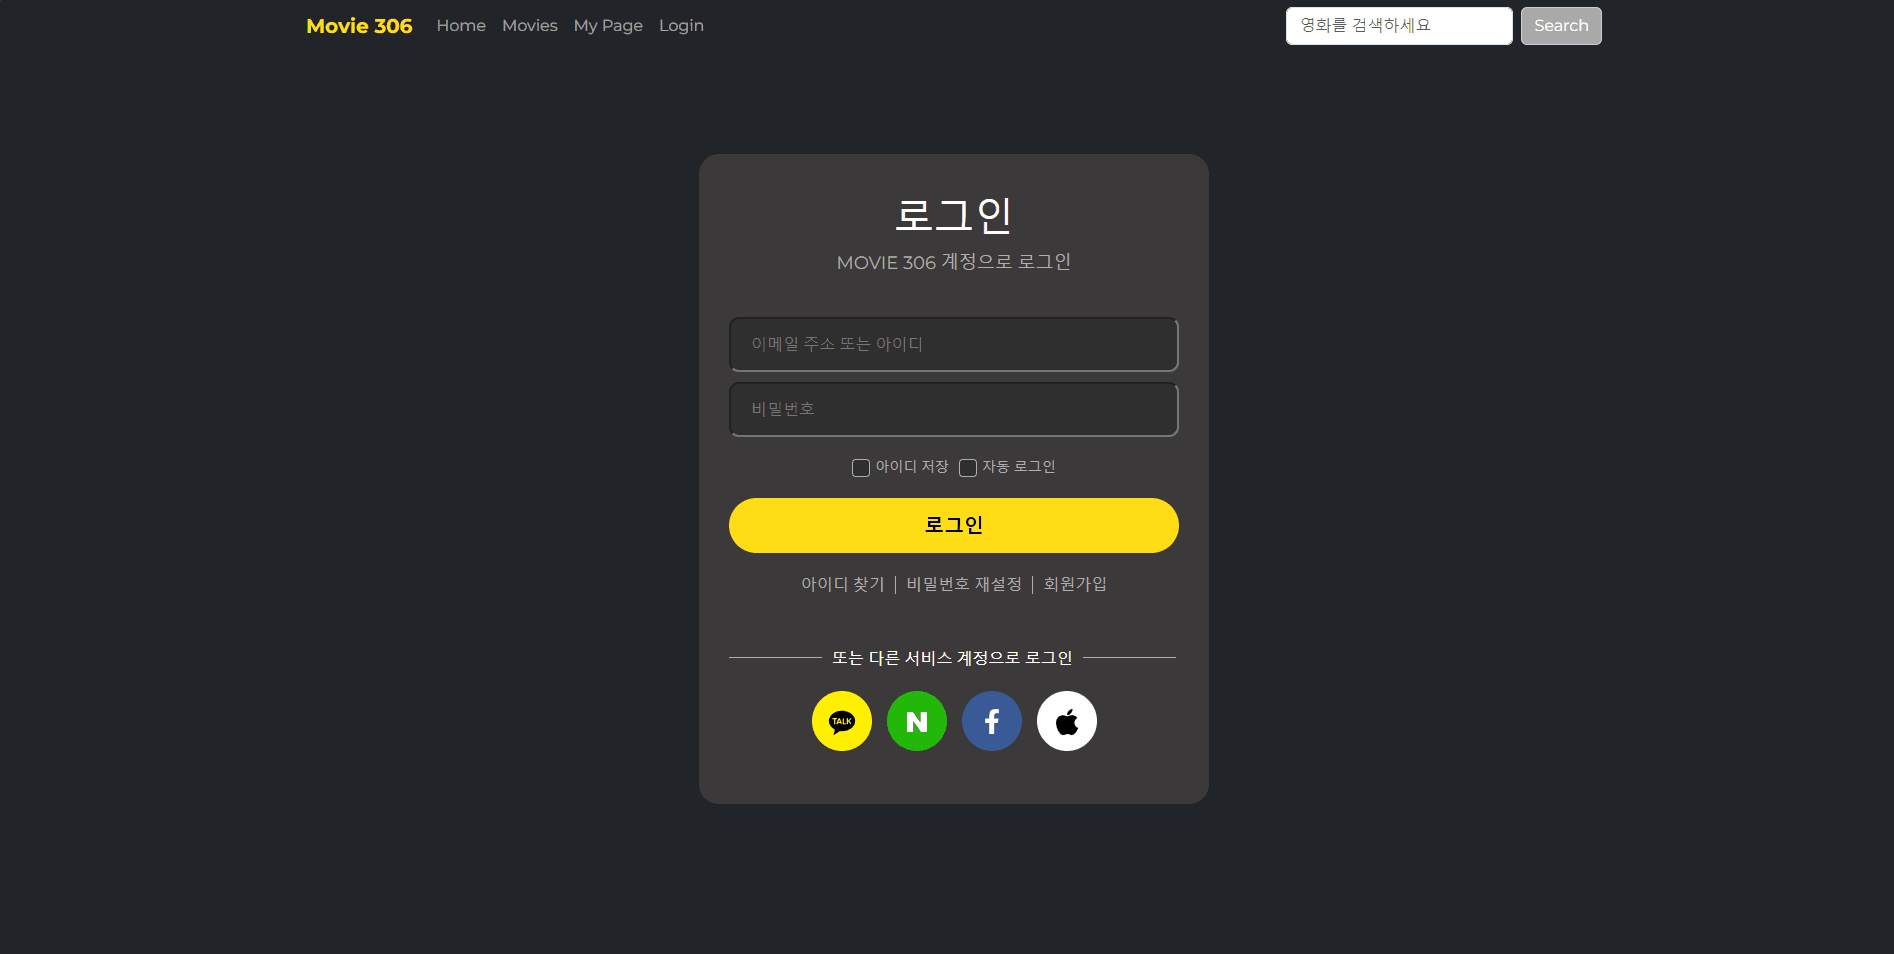 Movie 306 Home Movies My Page Login 영화를 검색하세요 Search
로그인
MOVIE 306 계정으로 로그인
이메일 주소 또는 아이디
비밀번호
아이디 저장 자동 로그인
로그인
아이디 찾기 | 비밀번호 재설정 | 회원가입
또는 다른 서비스 계정으로 로그인
TALK N f